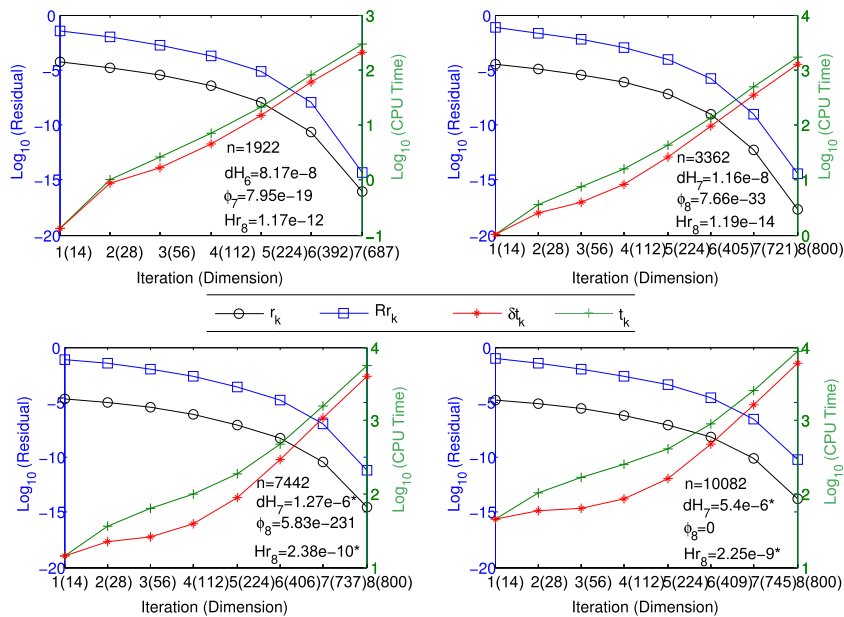 0
−5
−10
−15
−20
Log10 (Residual)
3
2
1
0
−1
Log10 (CPU Time)
n=1922
dH6=8.17e−8
ϕ7=7.95e−19
Hr8=1.17e−12
1(14) 2(28) 3(56) 4(112) 5(224) 6(392) 7(687)
Iteration (Dimension)
0
−5
−10
−15
−20
Log10 (Residual)
4
3
2
1
0
Log10 (CPU Time)
n=3362
dH7=1.16e−8
ϕ8=7.66e−33
Hr8=1.19e−14
1(14) 2(28) 3(56) 4(112) 5(224) 6(405) 7(721) 8(800)
Iteration (Dimension)
rk Rrk δtk tk
0
−5
−10
−15
−20
Log10 (Residual)
4
3
2
1
Log10 (CPU Time)
n=7442
dH7=1.27e−6*
ϕ8=5.83e−231
Hr8=2.38e−10*
1(14) 2(28) 3(56) 4(112) 5(224) 6(406) 7(737) 8(800)
Iteration (Dimension)
0
−5
−10
−15
−20
Log10 (Residual)
4
3
2
1
Log10 (CPU Time)
n=10082
dH7=5.4e−6*
ϕ8=0
Hr8=2.25e−9*
1(14) 2(28) 3(56) 4(112) 5(224) 6(409) 7(745) 8(800)
Iteration (Dimension)